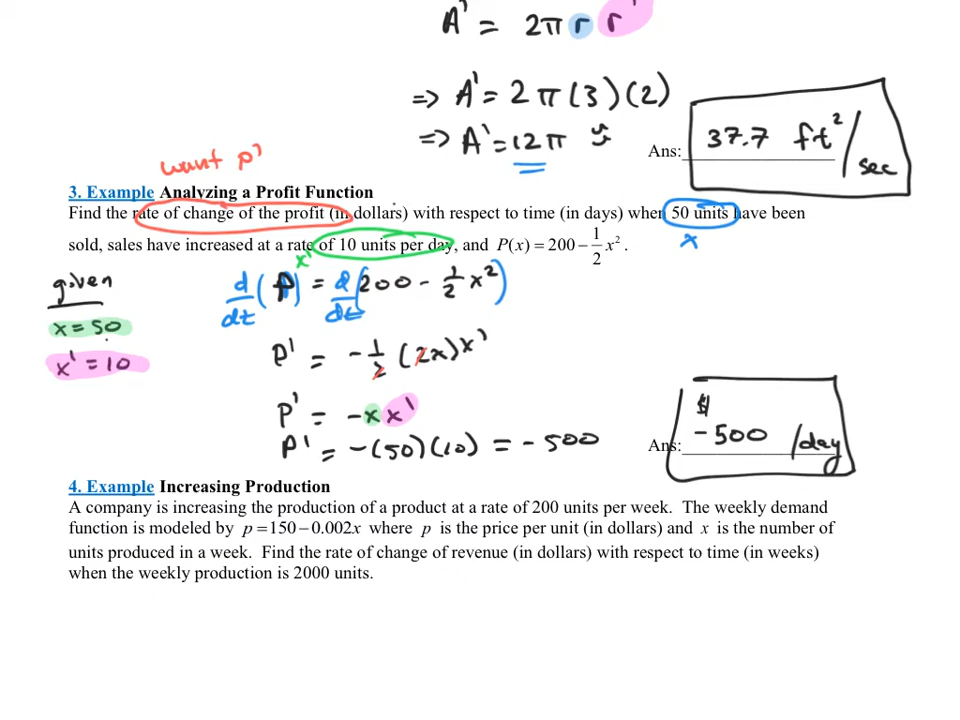 A' = 2π r r'
⇒ A' = 2π(3)(2)
⇒ A' = 12π
Ans: 37.7 ft²/sec
want p'
3. Example Analyzing a Profit Function
Find the rate of change of the profit (in dollars) with respect to time (in days) when 50 units have been
sold, sales have increased at a rate of 10 units per day, and P(x) = 200 − 1/2 x².
x' x
given
x = 50
x' = 10
d/dt (P) = d/dt (200 - 1/2 x²)
P' = - 1/2 (2x)x'
P' = -x x'
P' = -(50)(10) = -500
Ans: $ -500 /day
4. Example Increasing Production
A company is increasing the production of a product at a rate of 200 units per week. The weekly demand
function is modeled by p = 150 − 0.002x where p is the price per unit (in dollars) and x is the number of
units produced in a week. Find the rate of change of revenue (in dollars) with respect to time (in weeks)
when the weekly production is 2000 units.